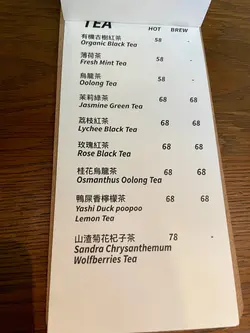 TEA HOT BREW
有機古樹紅茶 58 -
Organic Black Tea
薄荷茶 58 -
Fresh Mint Tea
烏龍茶 58 -
Oolong Tea
茉莉綠茶 68 68
Jasmine Green Tea
荔枝紅茶 68 68
Lychee Black Tea
玫瑰紅茶 68 68
Rose Black Tea
桂花烏龍茶 68 68
Osmanthus Oolong Tea
鴨屎香檸檬茶 68 68
Yashi Duck poopoo
Lemon Tea
山渣菊花杞子茶 78 -
Sandra Chrysanthemum
Wolfberries Tea